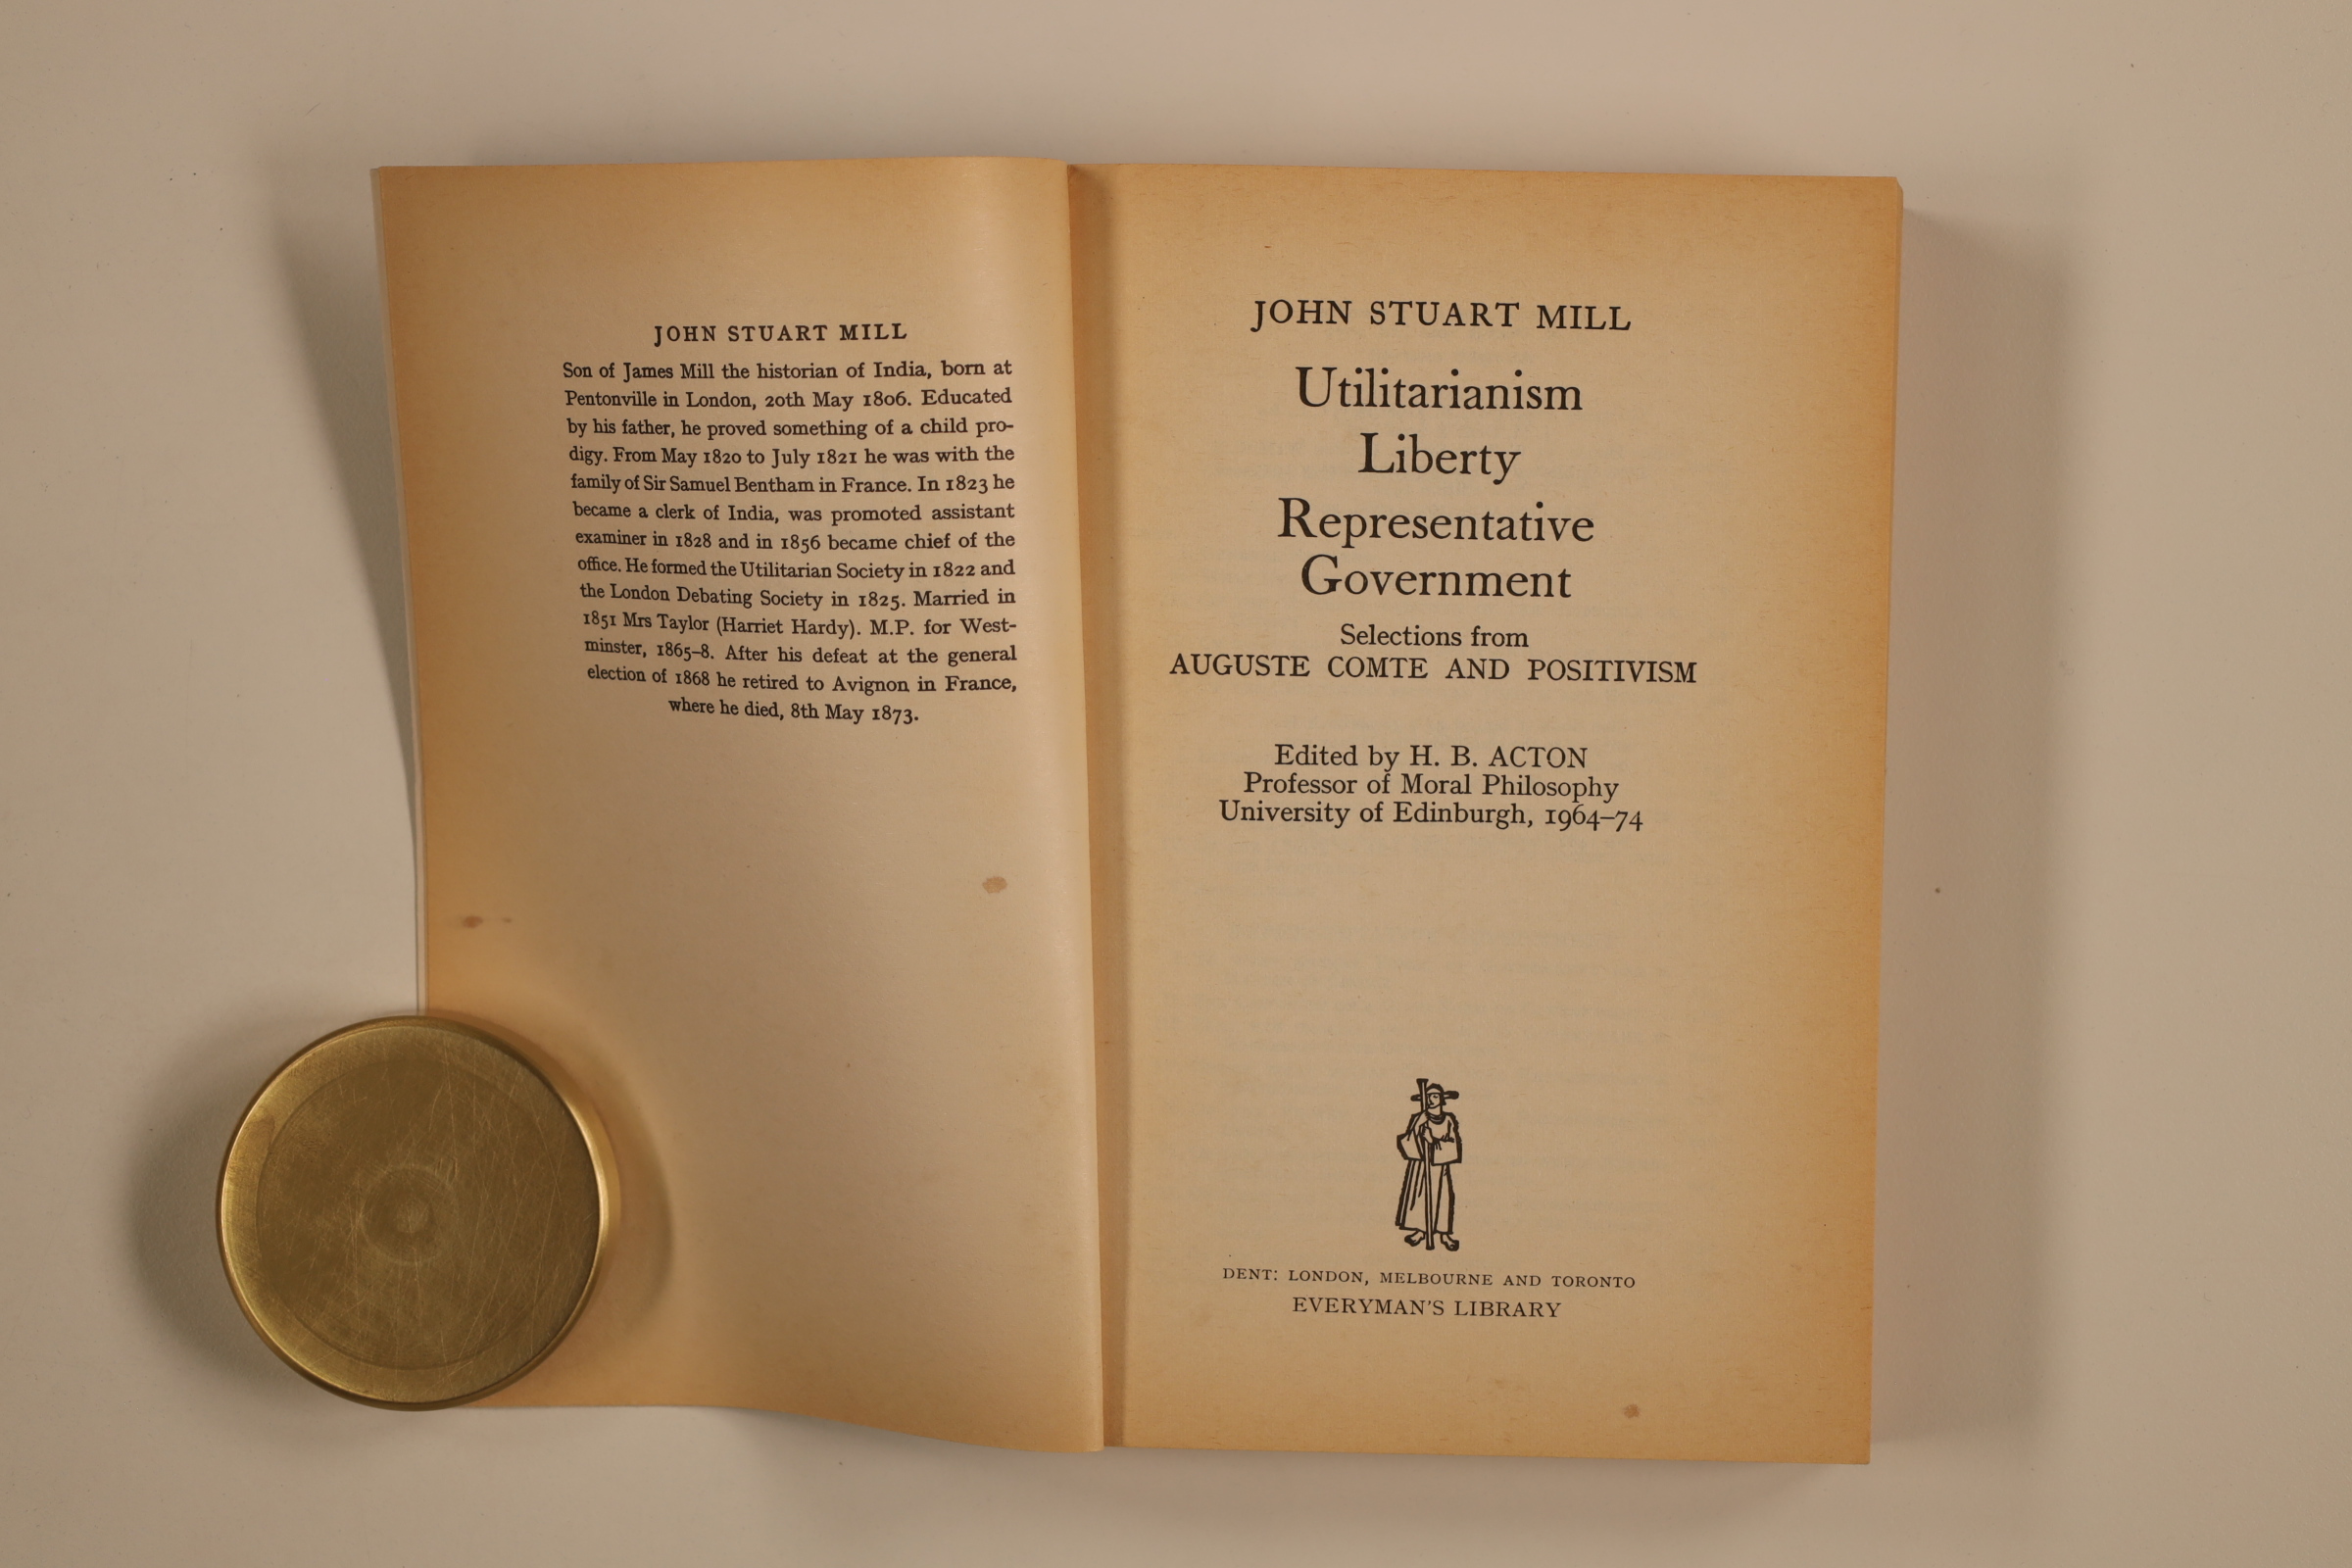 JOHN STUART MILL
Son of James Mill the historian of India, born at
Pentonville in London, 20th May 1806. Educated
by his father, he proved something of a child pro-
digy. From May 1820 to July 1821 he was with the
family of Sir Samuel Bentham in France. In 1823 he
became a clerk of India, was promoted assistant
examiner in 1828 and in 1856 became chief of the
office. He formed the Utilitarian Society in 1822 and
the London Debating Society in 1825. Married in
1851 Mrs Taylor (Harriet Hardy). M.P. for West-
minster, 1865–8. After his defeat at the general
election of 1868 he retired to Avignon in France,
where he died, 8th May 1873.
JOHN STUART MILL
Utilitarianism
Liberty
Representative
Government
Selections from
AUGUSTE COMTE AND POSITIVISM
Edited by H. B. ACTON
Professor of Moral Philosophy
University of Edinburgh, 1964–74
DENT: LONDON, MELBOURNE AND TORONTO
EVERYMAN'S LIBRARY